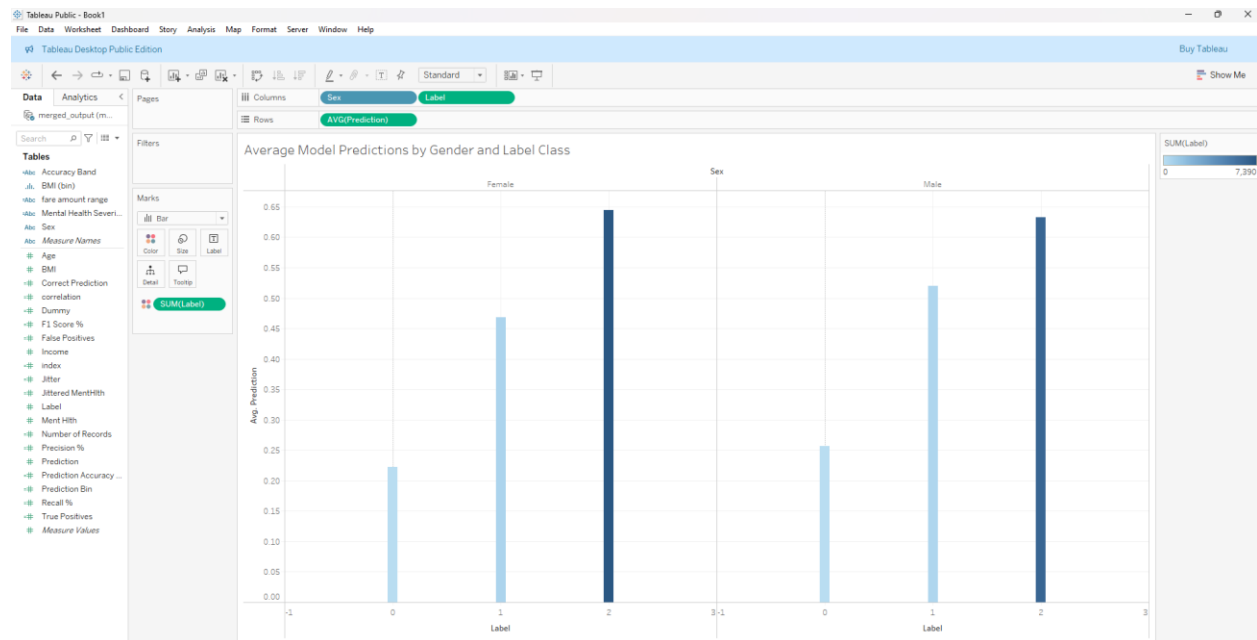 Tableau Public - Book1
File Data Worksheet Dashboard Story Analysis Map Format Server Window Help
Tableau Desktop Public Edition
Buy Tableau
Standard
Show Me
Data Analytics
merged_output (m...
Search
Tables
Abc Accuracy Band
BMI (bin)
Abc fare amount range
Abc Mental Health Severi...
Abc Sex
Abc Measure Names
# Age
# BMI
=# Correct Prediction
=# correlation
=# Dummy
=# F1 Score %
=# False Positives
# Income
=# index
=# Jitter
=# Jittered MentHlth
# Label
# Ment Hlth
=# Number of Records
=# Precision %
# Prediction
=# Prediction Accuracy ...
=# Prediction Bin
=# Recall %
=# True Positives
# Measure Values
Pages
Filters
Marks
Bar
Color Size Label
Detail Tooltip
SUM(Label)
Columns Sex Label
Rows AVG(Prediction)
Average Model Predictions by Gender and Label Class
Sex
Female Male
Avg. Prediction
0.65
0.60
0.55
0.50
0.45
0.40
0.35
0.30
0.25
0.20
0.15
0.10
0.05
0.00
-1 0 1 2 3 -1 0 1 2 3
Label Label
SUM(Label)
0 7,390